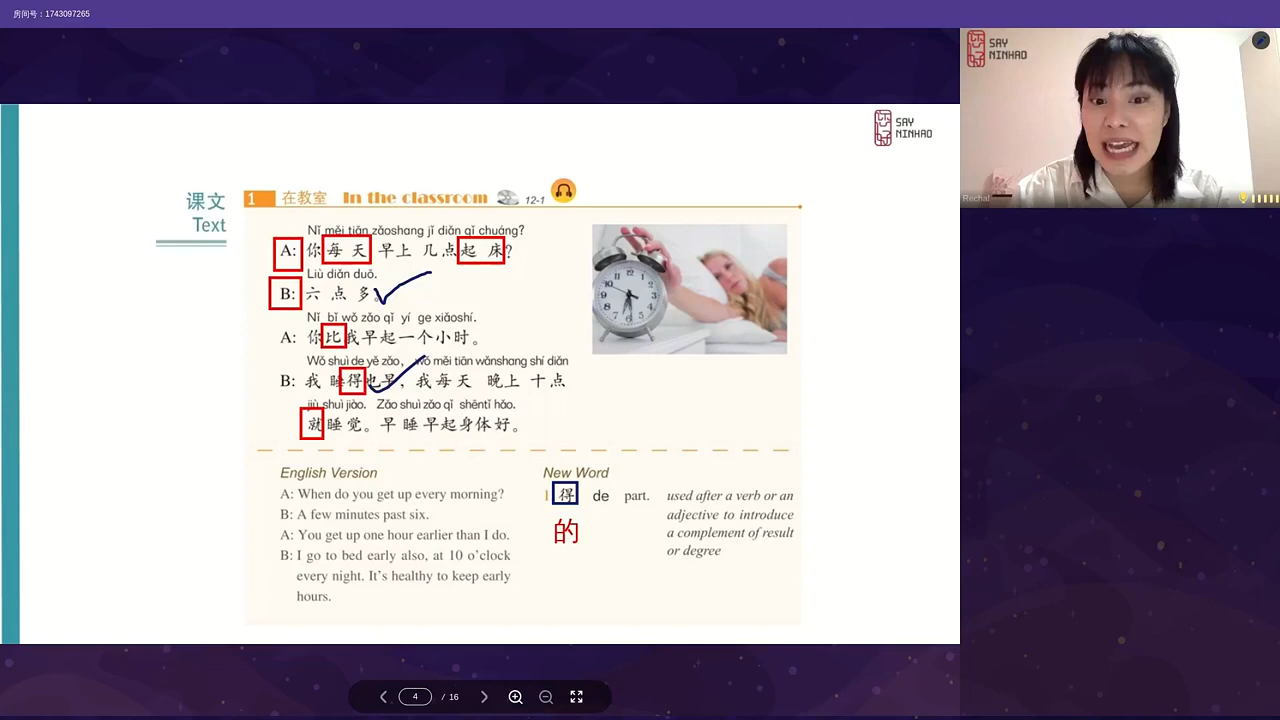 房间号：1743097265
SAY
NINHAO
SAY
NINHAO
Rechal
课文
Text
1 在教室 In the classroom 12-1
Nǐ měi tiān zǎoshang jǐ diǎn qǐ chuáng?
A: 你每天早上几点起床?
Liù diǎn duō.
B: 六点多。
Nǐ bǐ wǒ zǎo qǐ yí ge xiǎoshí.
A: 你比我早起一个小时。
Wǒ shuì de yě zǎo, wǒ měi tiān wǎnshang shí diǎn
B: 我睡得也早，我每天晚上十点
jiù shuì jiào. Zǎo shuì zǎo qǐ shēntǐ hǎo.
就睡觉。早睡早起身体好。
English Version
A: When do you get up every morning?
B: A few minutes past six.
A: You get up one hour earlier than I do.
B: I go to bed early also, at 10 o'clock
every night. It's healthy to keep early
hours.
New Word
1 得 de part. used after a verb or an
adjective to introduce
a complement of result
or degree
的
4 / 16